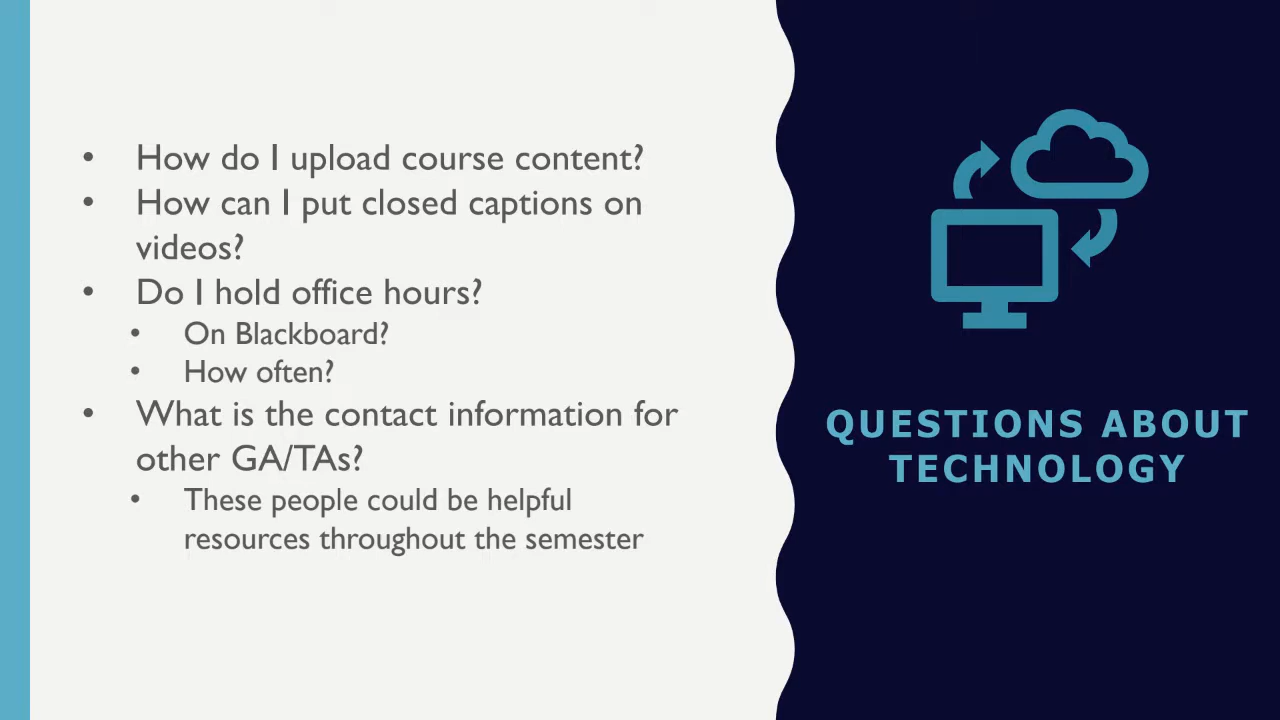 • How do I upload course content?
• How can I put closed captions on
videos?
• Do I hold office hours?
• On Blackboard?
• How often?
• What is the contact information for
other GA/TAs?
• These people could be helpful
resources throughout the semester
QUESTIONS ABOUT
TECHNOLOGY